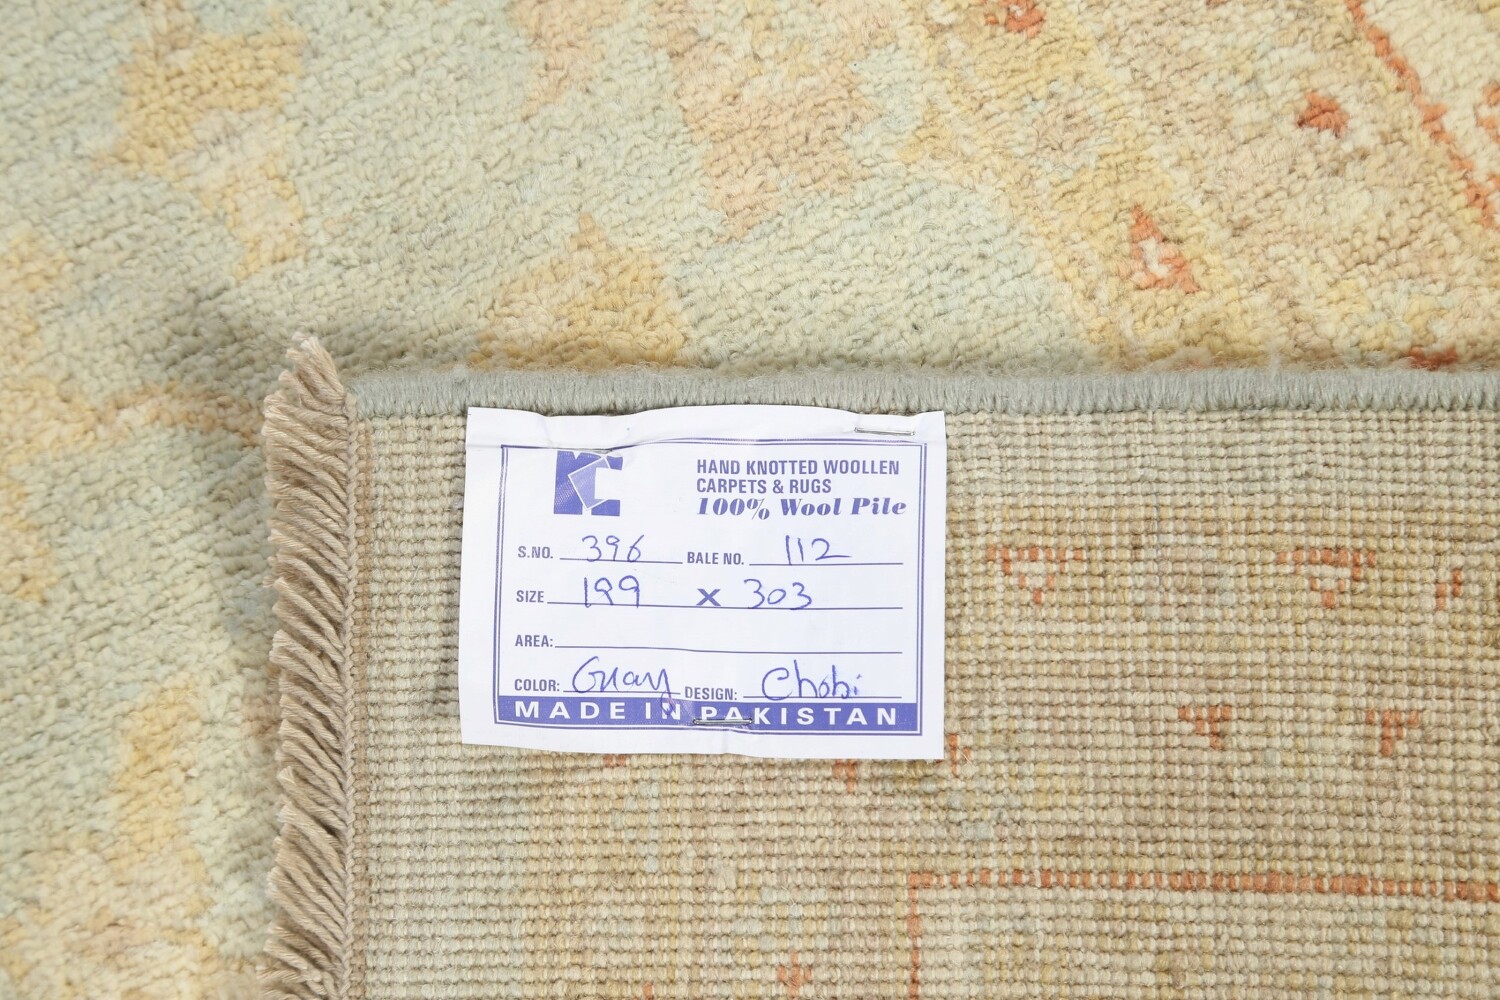 KC
HAND KNOTTED WOOLLEN
CARPETS & RUGS
100% Wool Pile
S.NO. 396 BALE NO. 112
SIZE 199 X 303
AREA:
COLOR: Gray DESIGN: Chobi
MADE IN PAKISTAN